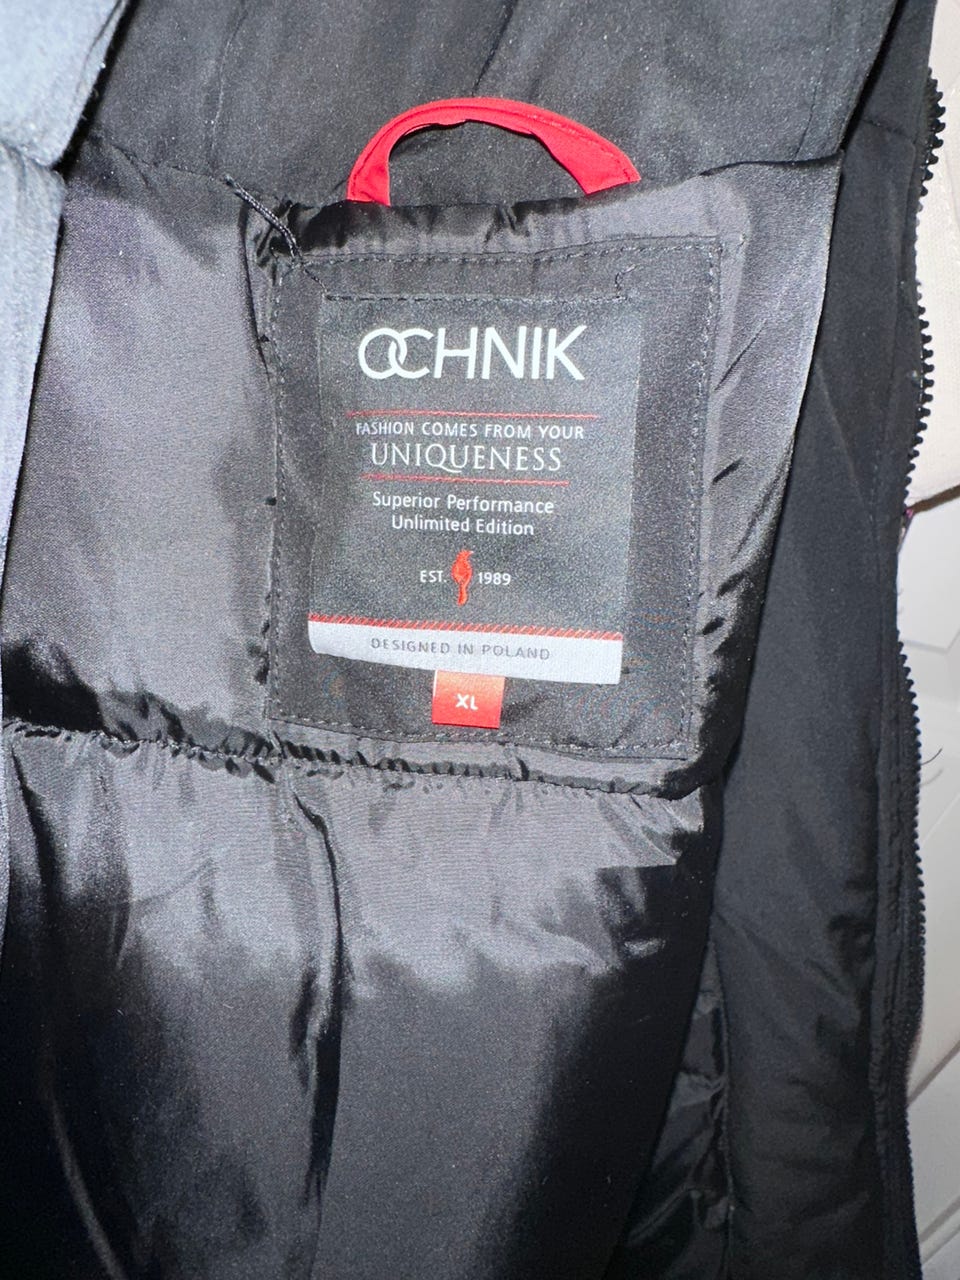 OCHNIK
FASHION COMES FROM YOUR
UNIQUENESS
Superior Performance
Unlimited Edition
EST. 1989
DESIGNED IN POLAND
XL